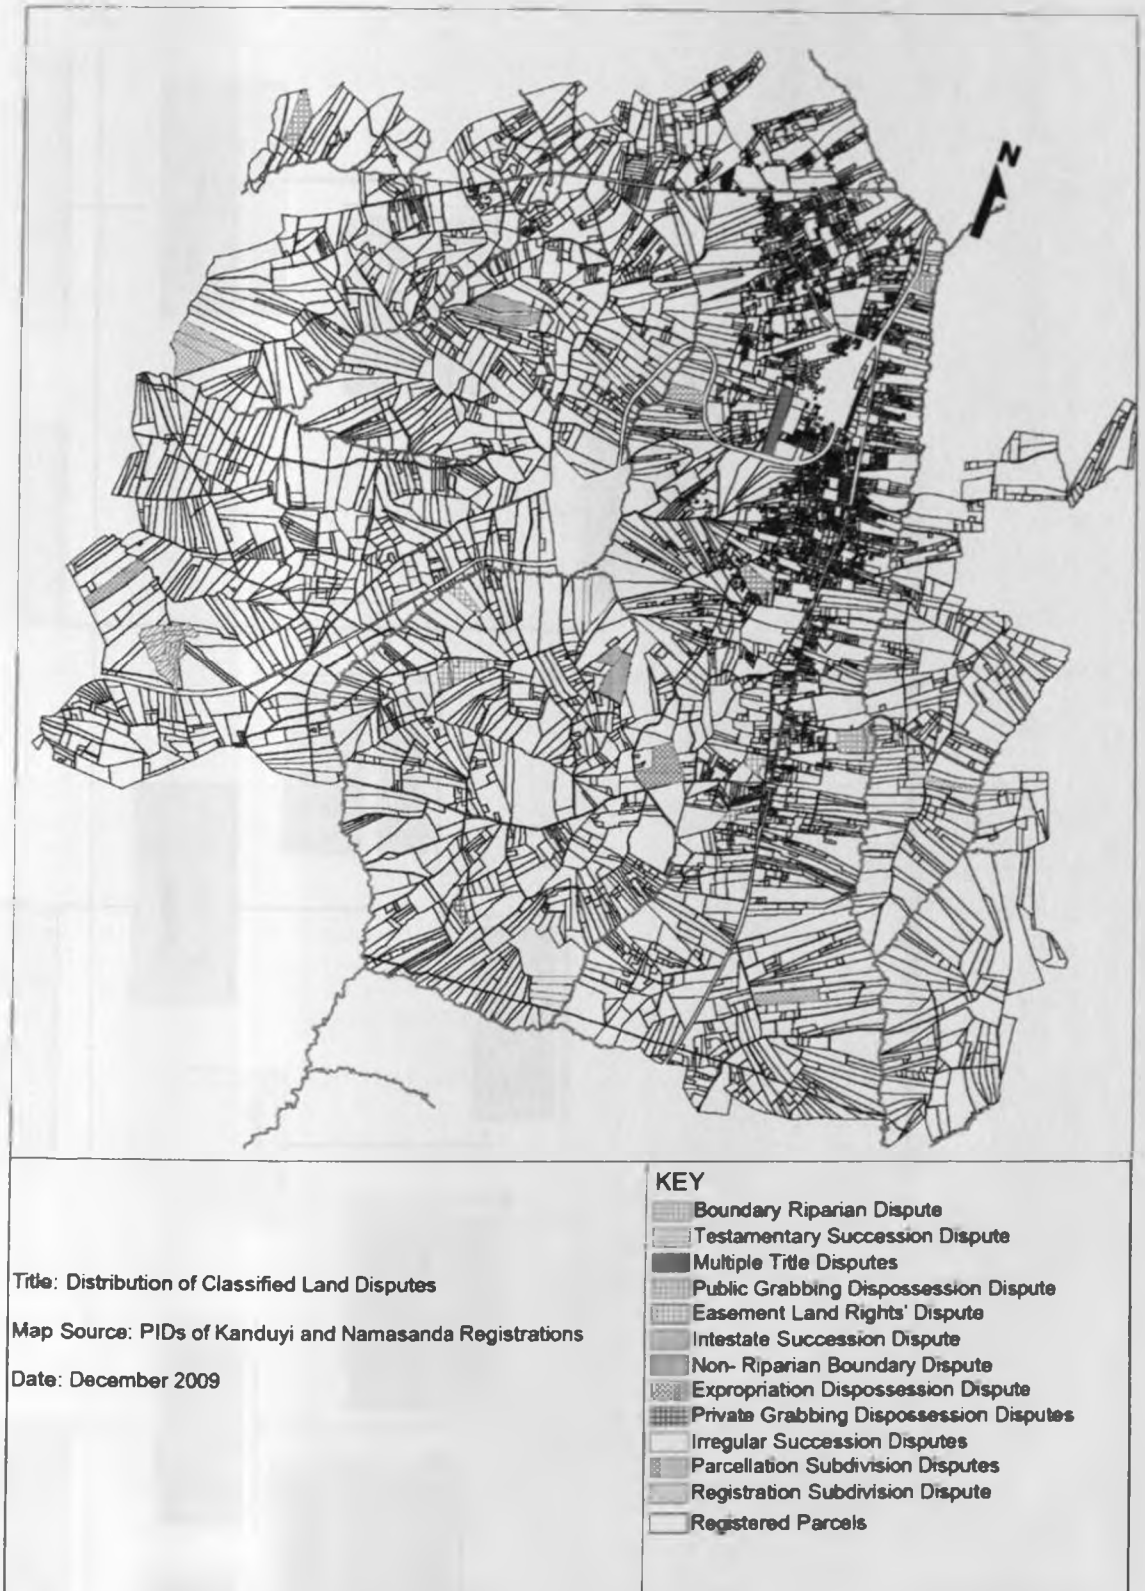 N
KEY
Boundary Riparian Dispute
Testamentary Succession Dispute
Multiple Title Disputes
Public Grabbing Dispossession Dispute
Easement Land Rights' Dispute
Intestate Succession Dispute
Non- Riparian Boundary Dispute
Expropriation Dispossession Dispute
Private Grabbing Dispossession Disputes
Irregular Succession Disputes
Parcellation Subdivision Disputes
Registration Subdivision Dispute
Registered Parcels
Title: Distribution of Classified Land Disputes
Map Source: PIDs of Kanduyi and Namasanda Registrations
Date: December 2009